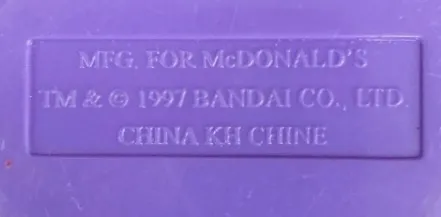 MFG. FOR McDONALD'S
TM & © 1997 BANDAI CO., LTD.
CHINA KH CHINE